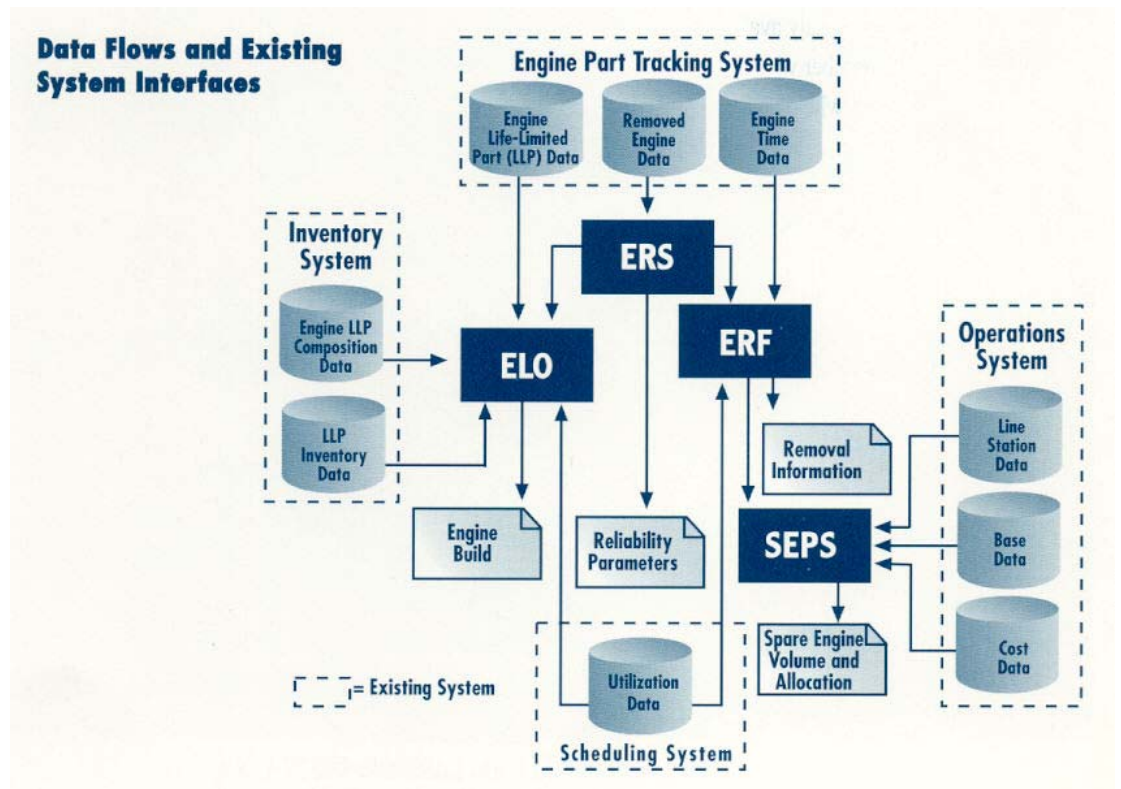 Data Flows and Existing
System Interfaces
Engine Part Tracking System
Engine
Life-Limited
Part (LLP) Data
Removed
Engine
Data
Engine
Time
Data
Inventory
System
Engine LLP
Composition
Data
LLP
Inventory
Data
ERS
ELO
ERF
Operations
System
Line
Station
Data
Base
Data
Cost
Data
Removal
Information
Engine
Build
Reliability
Parameters
SEPS
Spare Engine
Volume and
Allocation
Utilization
Data
Scheduling System
= Existing System